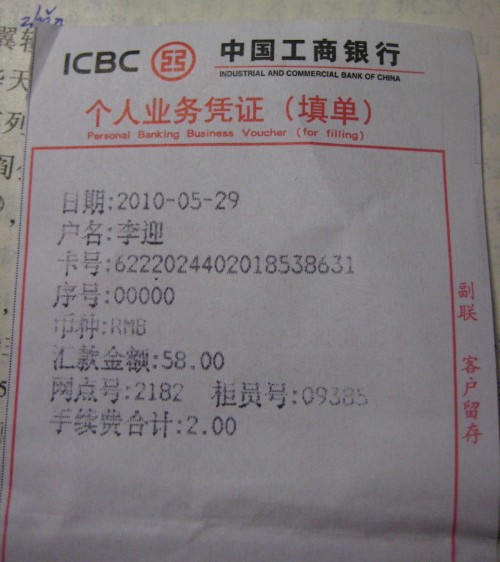 ICBC 中国工商银行
INDUSTRIAL AND COMMERCIAL BANK OF CHINA
个人业务凭证（填单）
Personal Banking Business Voucher (for filling)
日期:2010-05-29
户名:李迎
卡号:6222024402018538631
序号:00000
币种:RMB
汇款金额:58.00
网点号:2182 柜员号:09385
手续费合计:2.00
副联 客户留存